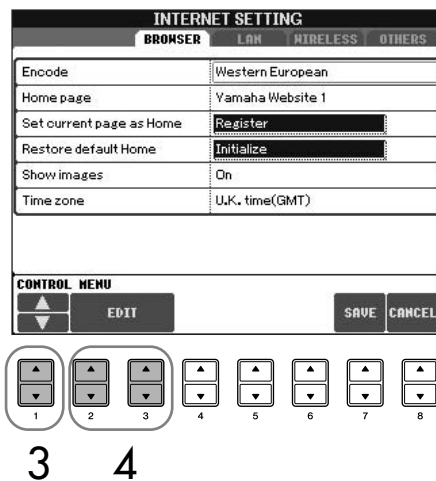 INTERNET SETTING
BROWSER LAN WIRELESS OTHERS
Encode Western European
Home page Yamaha Website 1
Set current page as Home Register
Restore default Home Initialize
Show images On
Time zone U.K. time(GMT)
CONTROL MENU
EDIT SAVE CANCEL
1 2 3 4 5 6 7 8
3 4